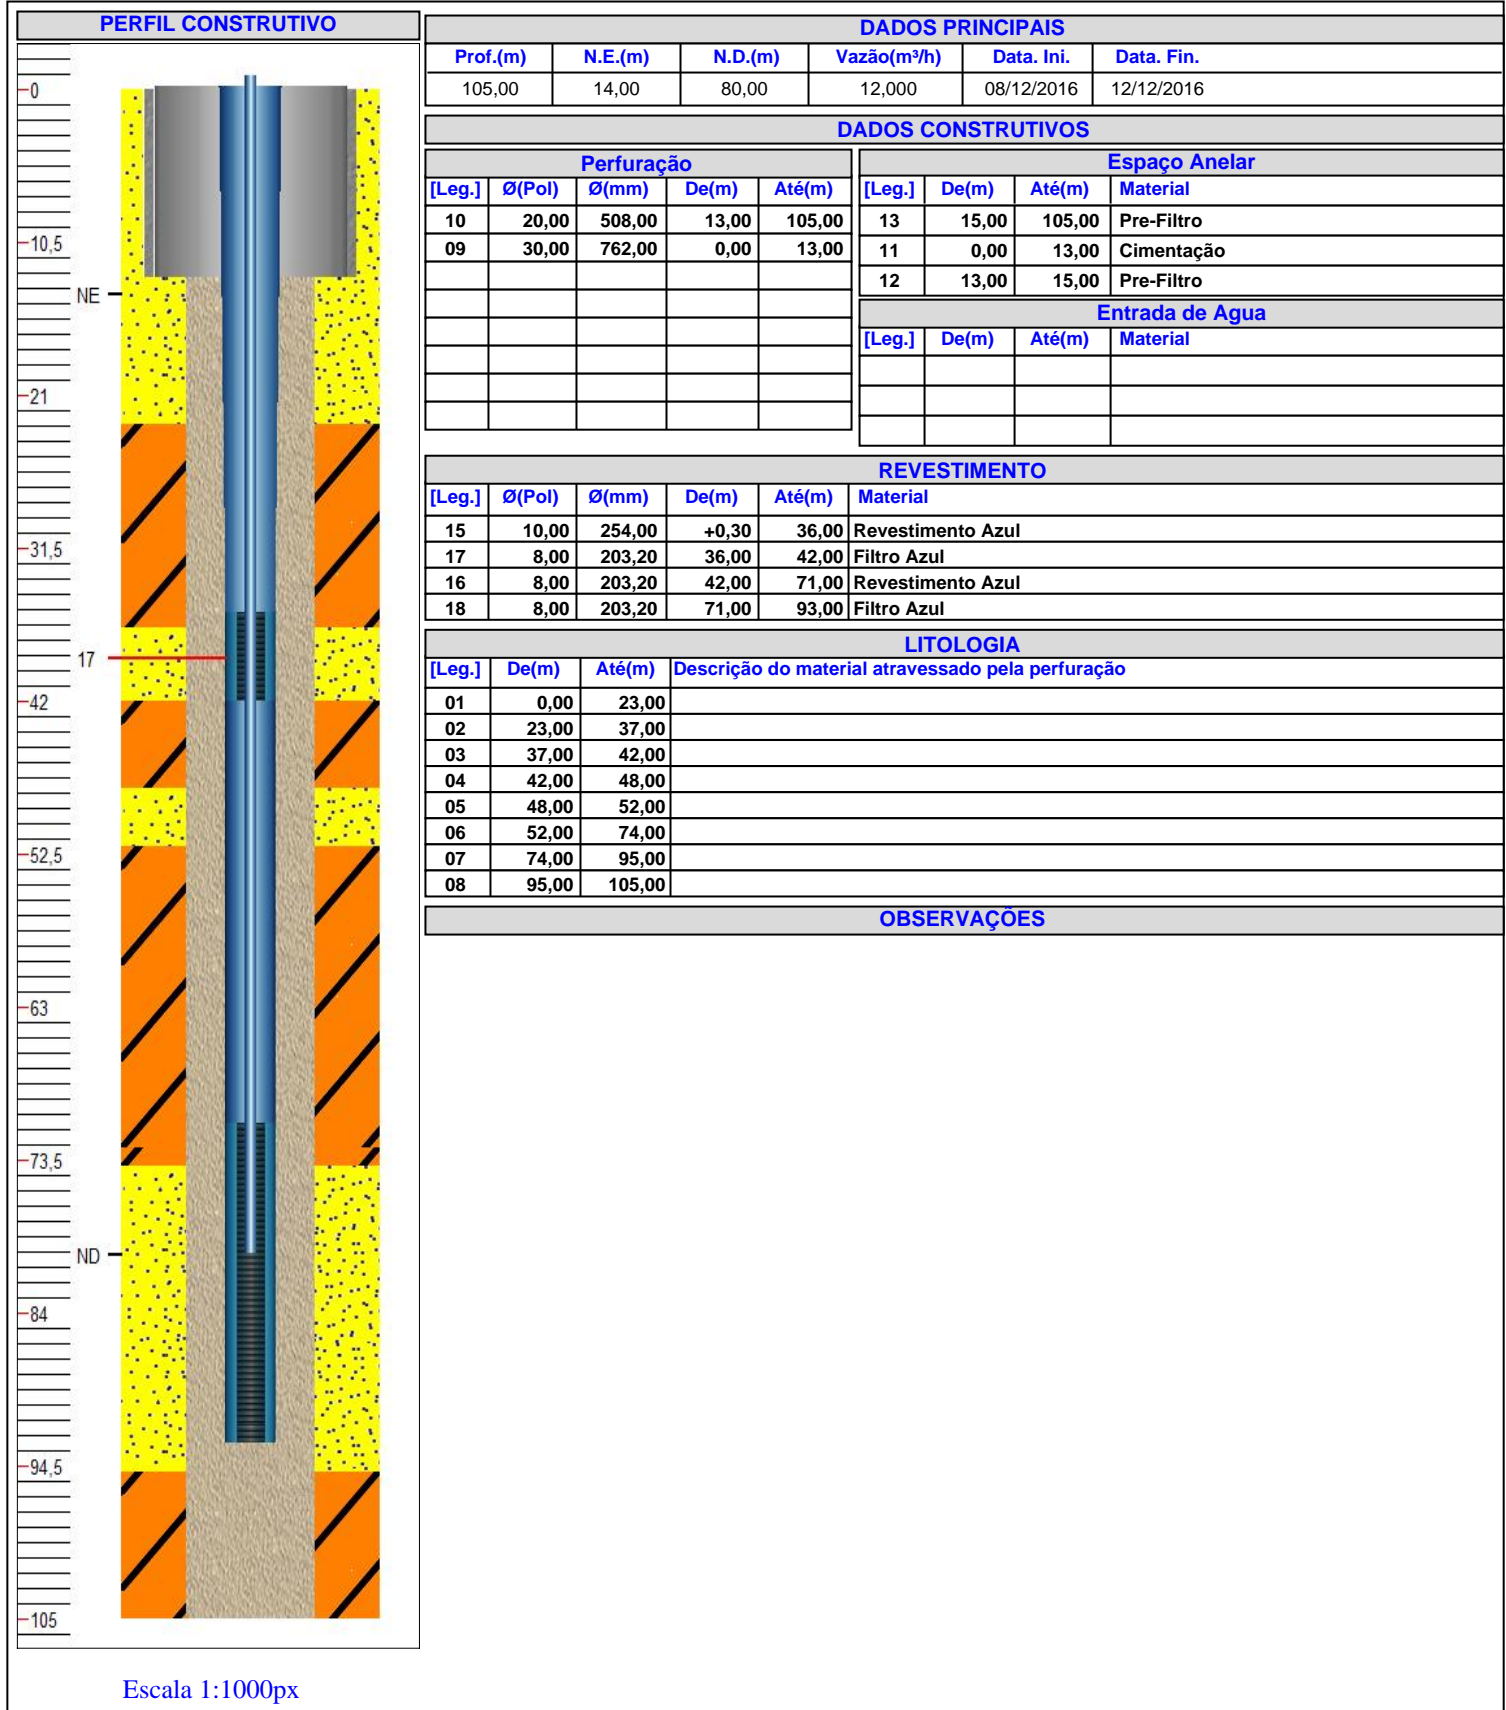 PERFIL CONSTRUTIVO
0
10,5
NE
21
31,5
17
42
52,5
63
73,5
ND
84
94,5
105
Escala 1:1000px
DADOS PRINCIPAIS
Prof.(m) N.E.(m) N.D.(m) Vazão(m³/h) Data. Ini. Data. Fin.
105,00 14,00 80,00 12,000 08/12/2016 12/12/2016
DADOS CONSTRUTIVOS
Perfuração
[Leg.] Ø(Pol) Ø(mm) De(m) Até(m)
10 20,00 508,00 13,00 105,00
09 30,00 762,00 0,00 13,00
Espaço Anelar
[Leg.] De(m) Até(m) Material
13 15,00 105,00 Pre-Filtro
11 0,00 13,00 Cimentação
12 13,00 15,00 Pre-Filtro
Entrada de Agua
[Leg.] De(m) Até(m) Material
REVESTIMENTO
[Leg.] Ø(Pol) Ø(mm) De(m) Até(m) Material
15 10,00 254,00 +0,30 36,00 Revestimento Azul
17 8,00 203,20 36,00 42,00 Filtro Azul
16 8,00 203,20 42,00 71,00 Revestimento Azul
18 8,00 203,20 71,00 93,00 Filtro Azul
LITOLOGIA
[Leg.] De(m) Até(m) Descrição do material atravessado pela perfuração
01 0,00 23,00
02 23,00 37,00
03 37,00 42,00
04 42,00 48,00
05 48,00 52,00
06 52,00 74,00
07 74,00 95,00
08 95,00 105,00
OBSERVAÇÕES